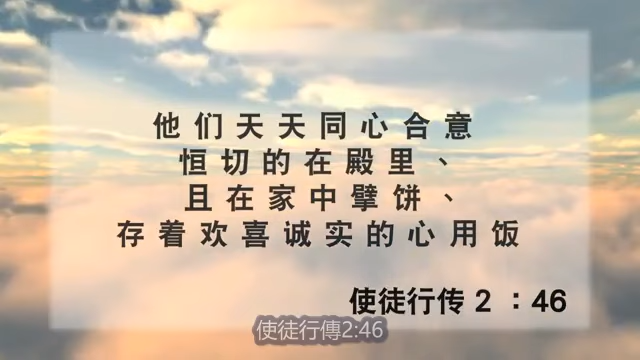 他们天天同心合意
恒切的在殿里、
且在家中擘饼、
存着欢喜诚实的心用饭
使徒行传 2 ：46
使徒行傳2:46